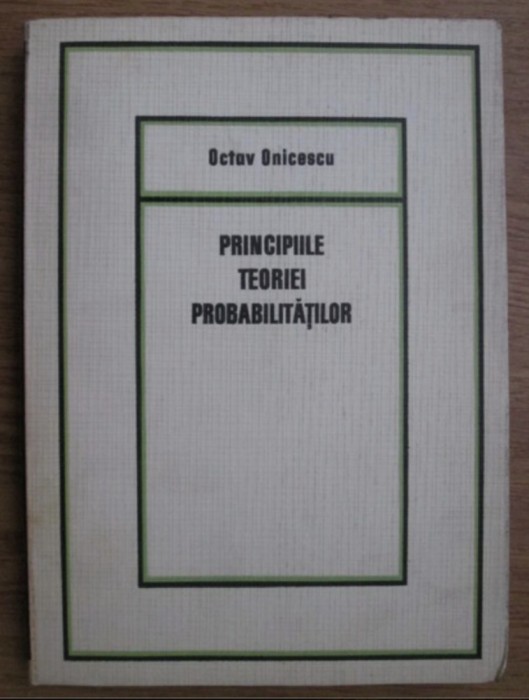 Octav Onicescu
PRINCIPIILE
TEORIEI
PROBABILITĂȚILOR